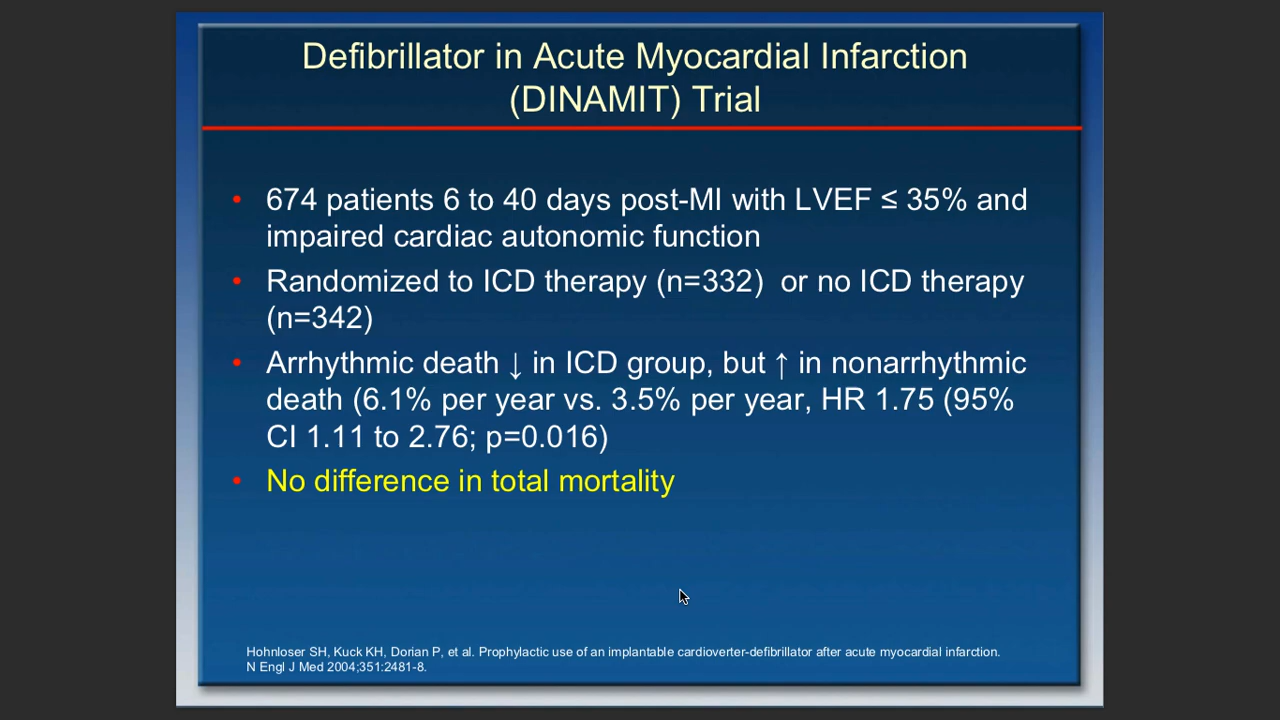 Defibrillator in Acute Myocardial Infarction
(DINAMIT) Trial
• 674 patients 6 to 40 days post-MI with LVEF ≤ 35% and
impaired cardiac autonomic function
• Randomized to ICD therapy (n=332)  or no ICD therapy
(n=342)
• Arrhythmic death ↓ in ICD group, but ↑ in nonarrhythmic
death (6.1% per year vs. 3.5% per year, HR 1.75 (95%
CI 1.11 to 2.76; p=0.016)
• No difference in total mortality
Hohnloser SH, Kuck KH, Dorian P, et al. Prophylactic use of an implantable cardioverter-defibrillator after acute myocardial infarction.
N Engl J Med 2004;351:2481-8.